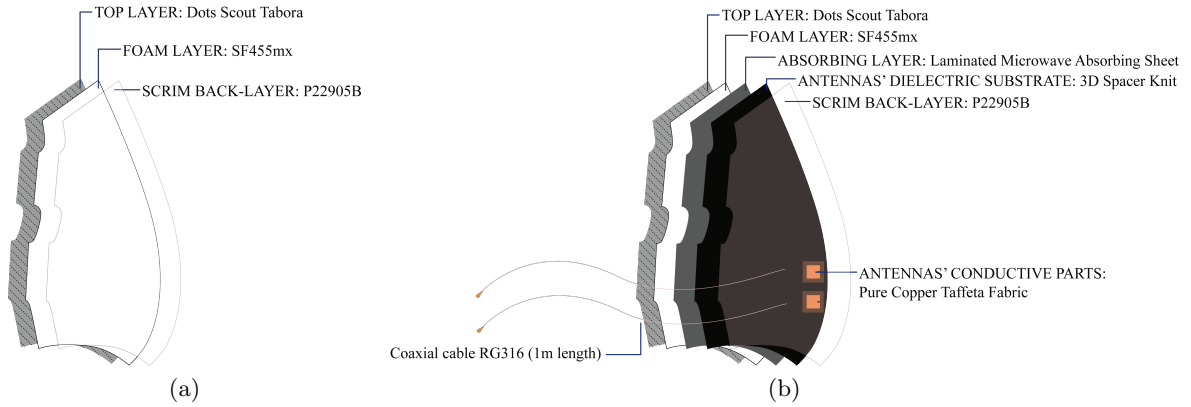 TOP LAYER: Dots Scout Tabora
FOAM LAYER: SF455mx
SCRIM BACK-LAYER: P22905B
(a)
TOP LAYER: Dots Scout Tabora
FOAM LAYER: SF455mx
ABSORBING LAYER: Laminated Microwave Absorbing Sheet
ANTENNAS’ DIELECTRIC SUBSTRATE: 3D Spacer Knit
SCRIM BACK-LAYER: P22905B
ANTENNAS’ CONDUCTIVE PARTS:
Pure Copper Taffeta Fabric
Coaxial cable RG316 (1m length)
(b)